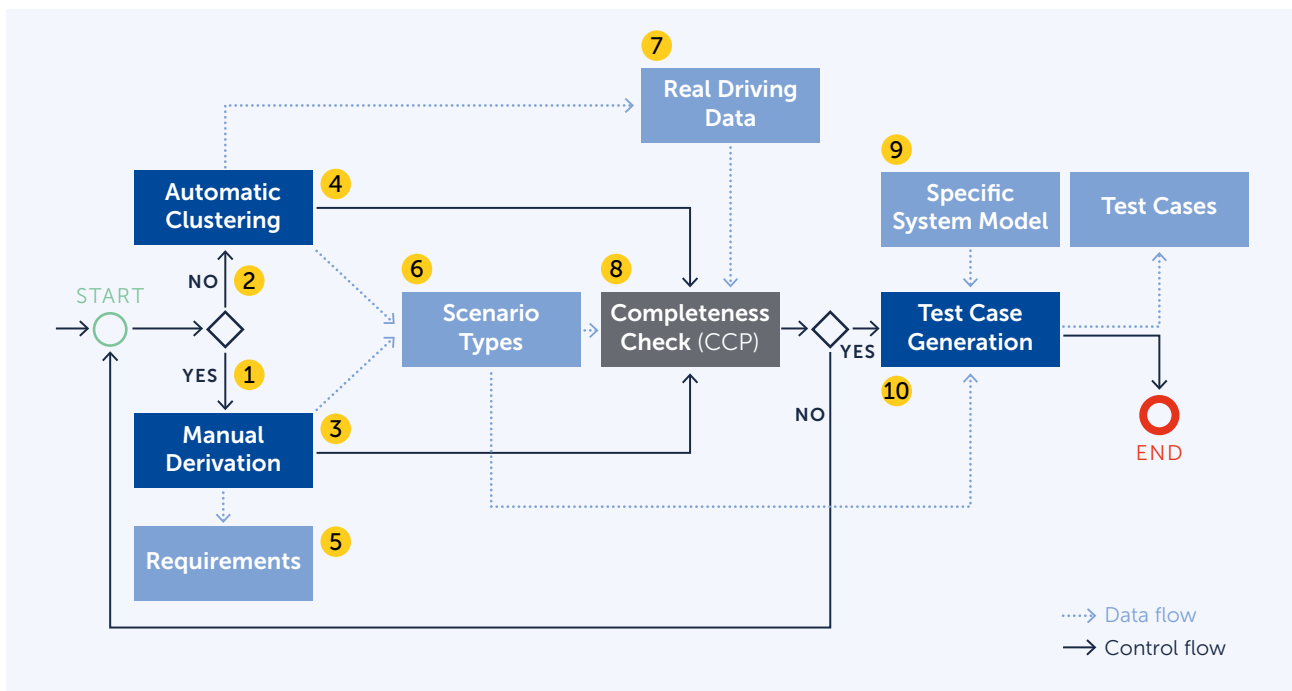 7
Real Driving
Data
4
Automatic
Clustering
9
Specific
System Model
Test Cases
NO
2
START
6
Scenario
Types
8
Completeness
Check (CCP)
YES
Test Case
Generation
10
YES
1
NO
3
Manual
Derivation
END
5
Requirements
Data flow
Control flow